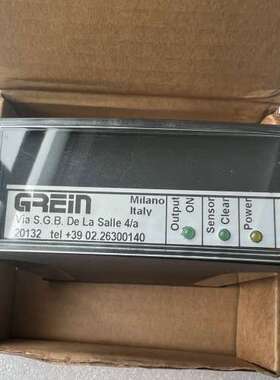 GREIN
Milano
Italy
Via S.G.B. De La Salle 4/a
20132 tel +39 02.26300140
Output
ON
Sensor
Clear
Power